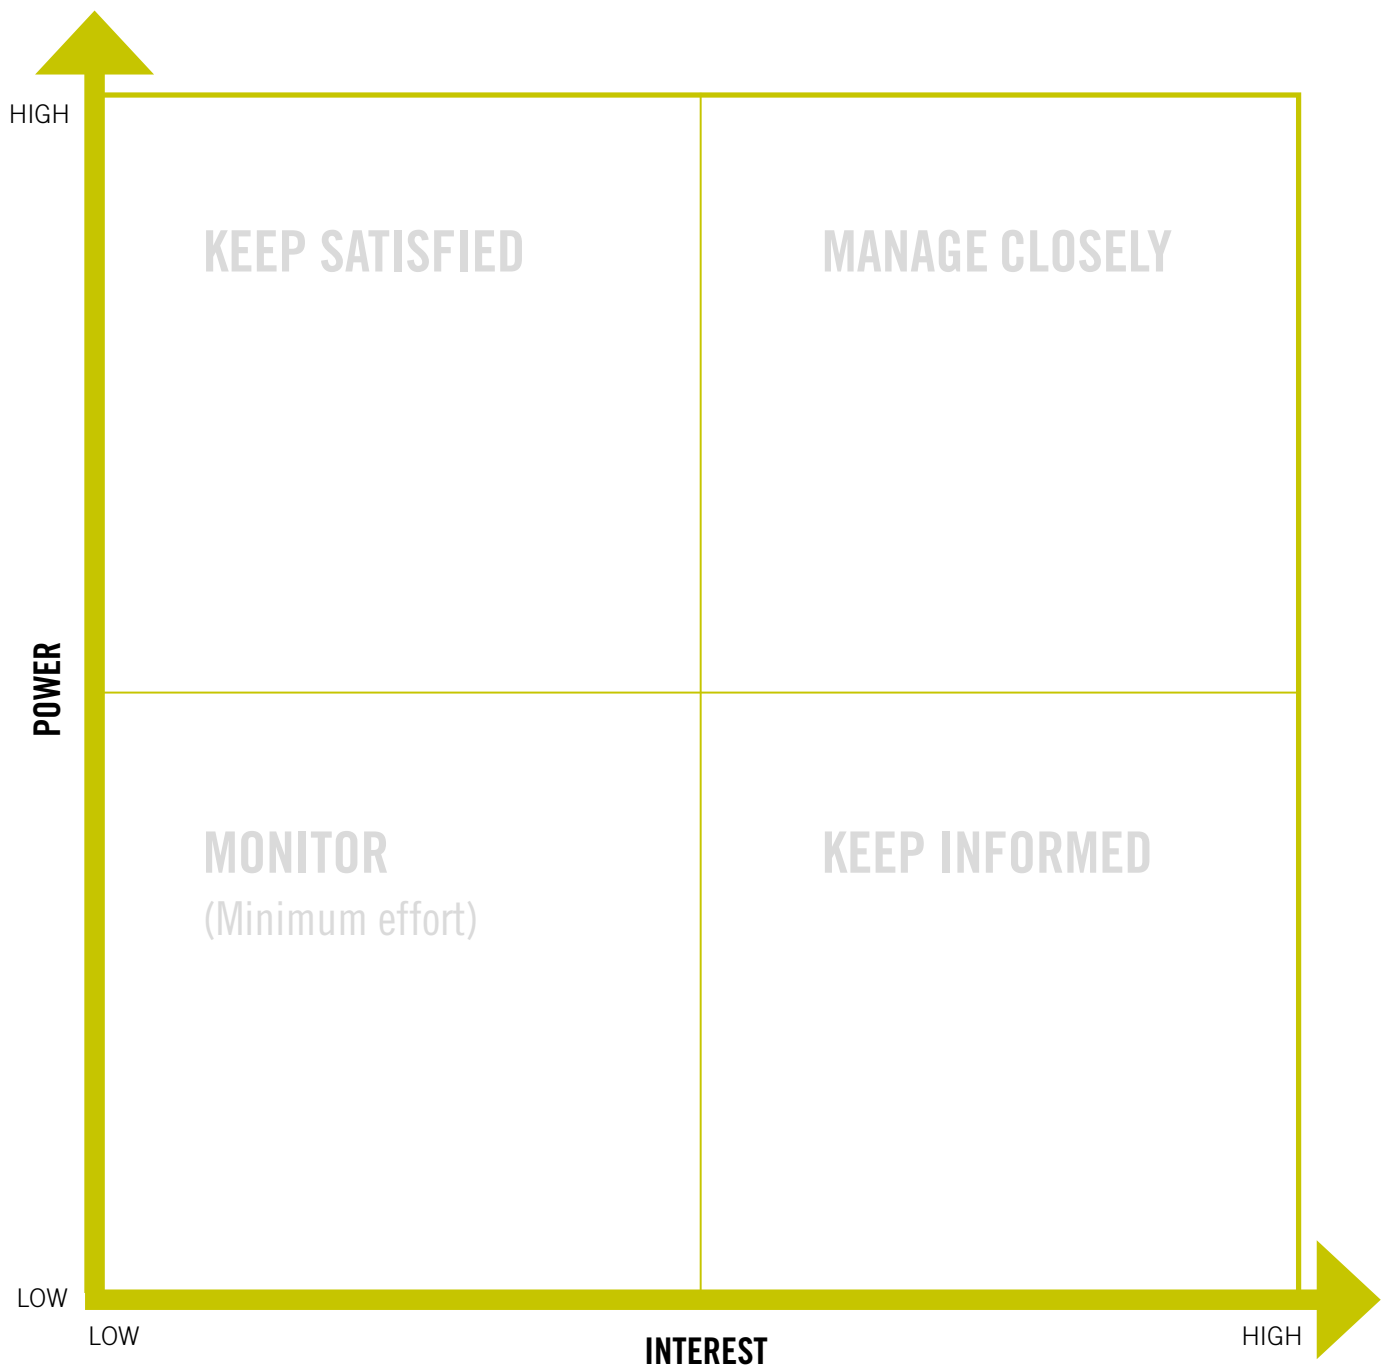 HIGH
KEEP SATISFIED
MANAGE CLOSELY
POWER
MONITOR
(Minimum effort)
KEEP INFORMED
LOW
LOW
INTEREST
HIGH